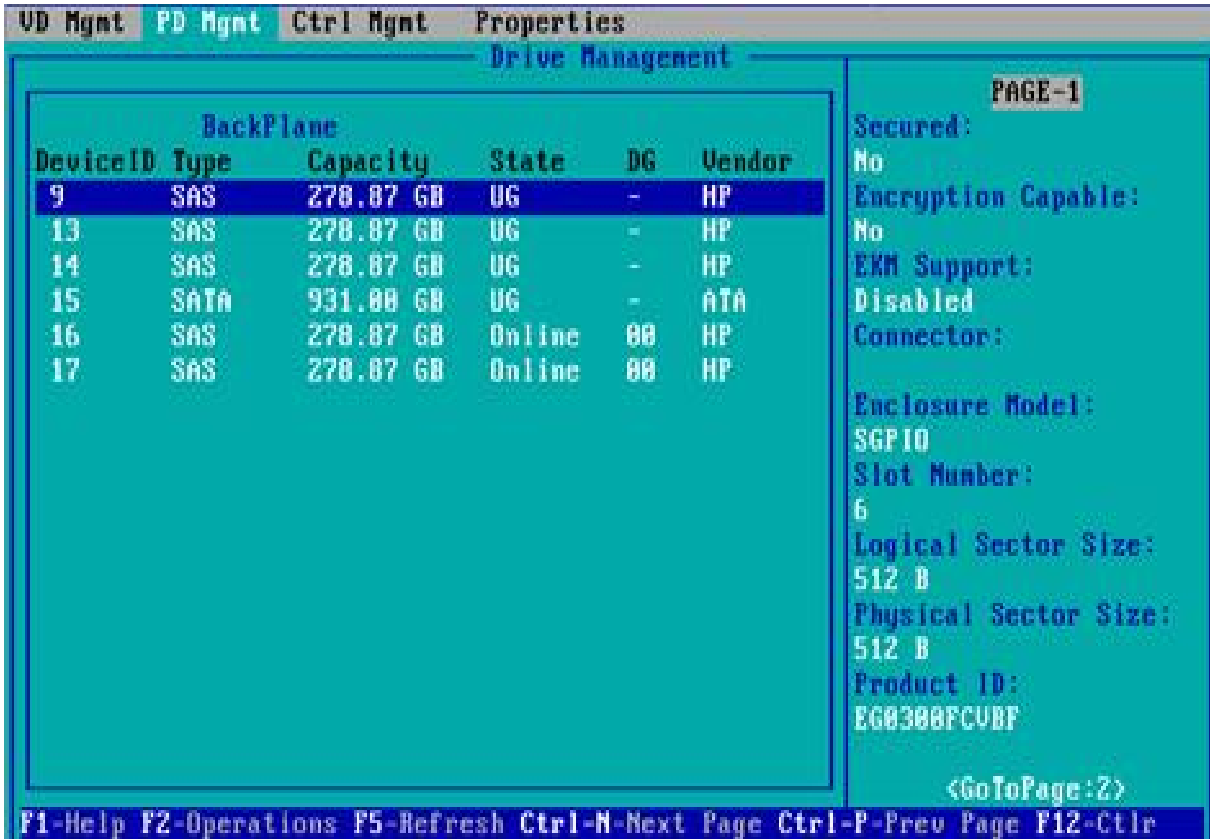 VD Mgmt PD Mgmt Ctrl Mgmt Properties
Drive Management
BackPlane
DeviceID Type Capacity State DG Vendor
9 SAS 278.87 GB UG - HP
13 SAS 278.87 GB UG - HP
14 SAS 278.87 GB UG - HP
15 SATA 931.00 GB UG - ATA
16 SAS 278.87 GB Online 00 HP
17 SAS 278.87 GB Online 00 HP
PAGE-1
Secured:
No
Encryption Capable:
No
EKM Support:
Disabled
Connector:
Enclosure Model:
SGPIO
Slot Number:
6
Logical Sector Size:
512 B
Physical Sector Size:
512 B
Product ID:
EG0300FCVBF
<GoToPage:2>
F1-Help F2-Operations F5-Refresh Ctrl-N-Next Page Ctrl-P-Prev Page F12-Ctlr